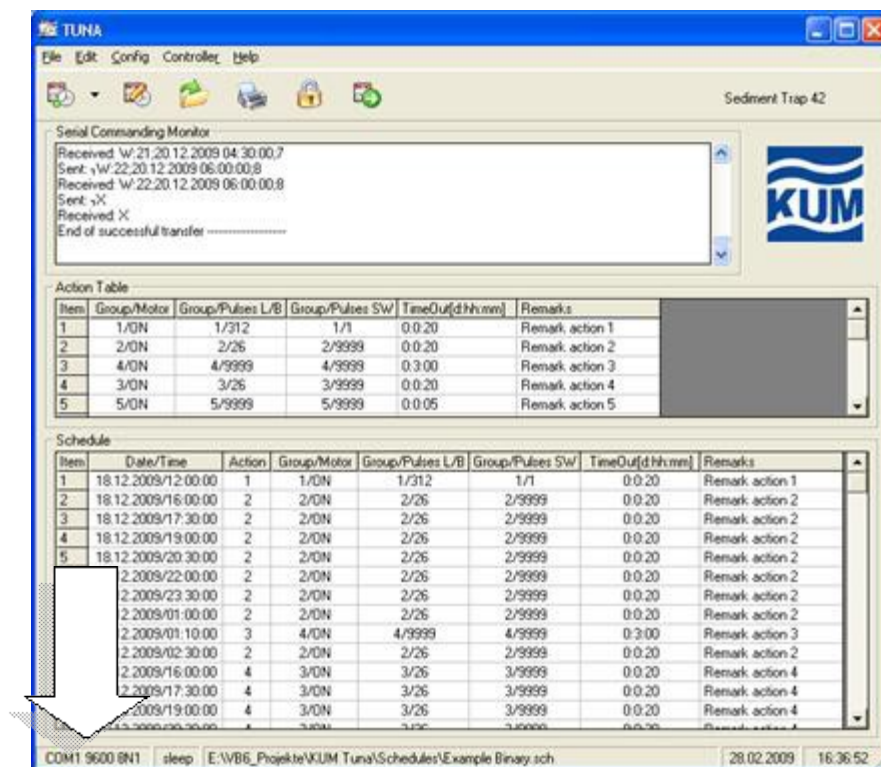 TUNA
File Edit Config Controller Help
Sediment Trap 42
Serial Commanding Monitor
Received: W:21;20.12.2009 04:30:00;7
Sent: W:22;20.12.2009 06:00:00;8
Received: W:22;20.12.2009 06:00:00;8
Sent: X
Received: X
End of successful transfer -------------------
KUM
Action Table
Item Group/Motor Group/Pulses L/B Group/Pulses SW TimeOut[d:hh:mm] Remarks
1 1/ON 1/312 1/1 0:0:20 Remark action 1
2 2/ON 2/26 2/9999 0:0:20 Remark action 2
3 4/ON 4/9999 4/9999 0:3:00 Remark action 3
4 3/ON 3/26 3/9999 0:0:20 Remark action 4
5 5/ON 5/9999 5/9999 0:0:05 Remark action 5
Schedule
Item Date/Time Action Group/Motor Group/Pulses L/B Group/Pulses SW TimeOut[d:hh:mm] Remarks
1 18.12.2009/12:00:00 1 1/ON 1/312 1/1 0:0:20 Remark action 1
2 18.12.2009/16:00:00 2 2/ON 2/26 2/9999 0:0:20 Remark action 2
3 18.12.2009/17:30:00 2 2/ON 2/26 2/9999 0:0:20 Remark action 2
4 18.12.2009/19:00:00 2 2/ON 2/26 2/9999 0:0:20 Remark action 2
5 18.12.2009/20:30:00 2 2/ON 2/26 2/9999 0:0:20 Remark action 2
2.2009/22:00:00 2 2/ON 2/26 2/9999 0:0:20 Remark action 2
2.2009/23:30:00 2 2/ON 2/26 2/9999 0:0:20 Remark action 2
2.2009/01:00:00 2 2/ON 2/26 2/9999 0:0:20 Remark action 2
2.2009/01:10:00 3 4/ON 4/9999 4/9999 0:3:00 Remark action 3
2.2009/02:30:00 2 2/ON 2/26 2/9999 0:0:20 Remark action 2
2.2009/16:00:00 4 3/ON 3/26 3/9999 0:0:20 Remark action 4
2.2009/17:30:00 4 3/ON 3/26 3/9999 0:0:20 Remark action 4
2009/19:00:00 4 3/ON 3/26 3/9999 0:0:20 Remark action 4
COM1 9600 8N1 sleep E:\VB6_Projekte\KUM Tuna\Schedules\Example Binary.sch 28.02.2009 16:36:52